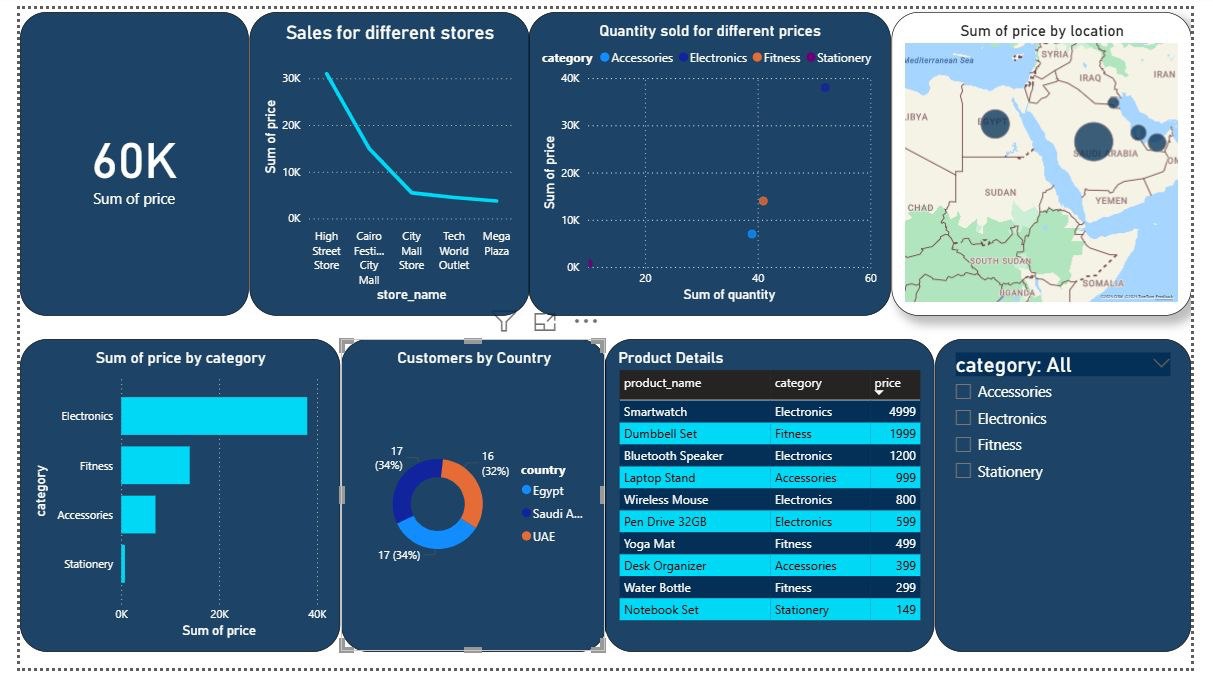 60K
Sum of price
Sales for different stores
Sum of price
30K
20K
10K
0K
High Street Store
Cairo Festi... City Mall
City Mall Store
Tech World Outlet
Mega Plaza
store_name
Quantity sold for different prices
category Accessories Electronics Fitness Stationery
Sum of price
40K
30K
20K
10K
0K
20 40 60
Sum of quantity
Sum of price by location
Mediterranean Sea
SYRIA
IRAQ
IRAN
IBYA
EGYPT
SAUDI ARABIA
OM
SUDAN
CHAD
YEMEN
SOUTH SUDAN
UGANDA
SOMALIA
Sum of price by category
category
Electronics
Fitness
Accessories
Stationery
0K 20K 40K
Sum of price
Customers by Country
17 (34%)
16 (32%)
17 (34%)
country
Egypt
Saudi A...
UAE
Product Details
product_name category price
Smartwatch Electronics 4999
Dumbbell Set Fitness 1999
Bluetooth Speaker Electronics 1200
Laptop Stand Accessories 999
Wireless Mouse Electronics 800
Pen Drive 32GB Electronics 599
Yoga Mat Fitness 499
Desk Organizer Accessories 399
Water Bottle Fitness 299
Notebook Set Stationery 149
category: All
Accessories
Electronics
Fitness
Stationery